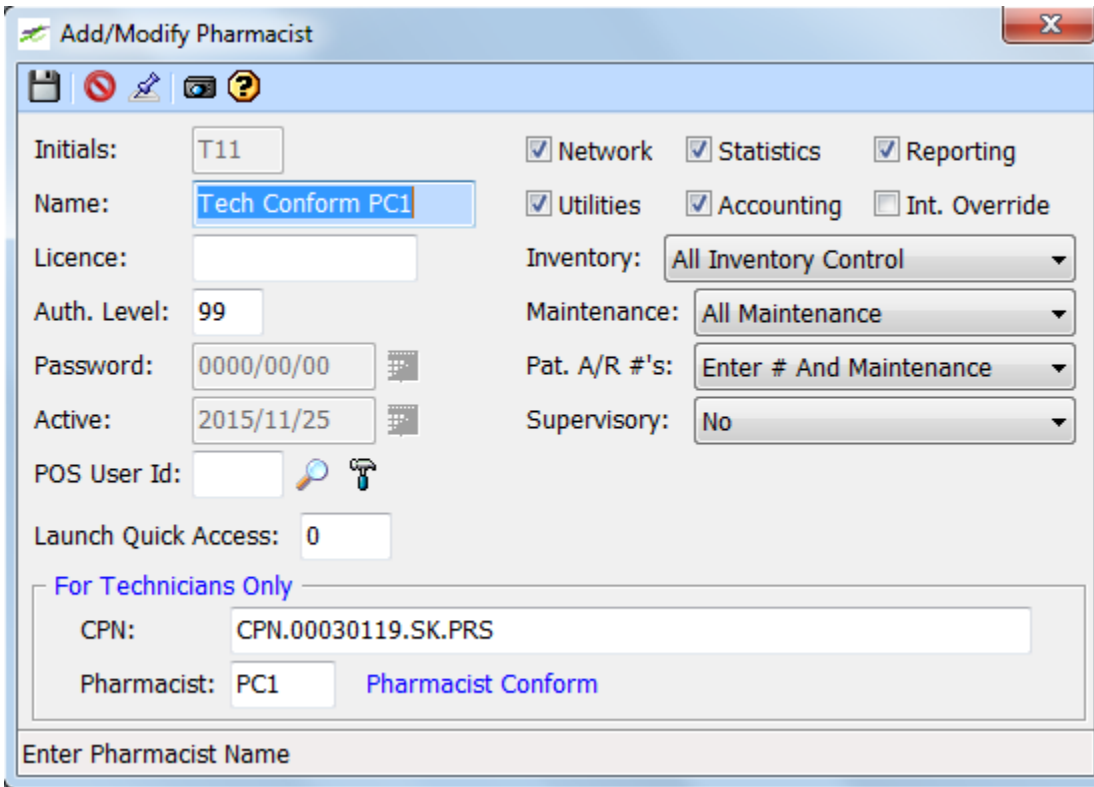 Add/Modify Pharmacist
Initials: T11
Network Statistics Reporting
Name: Tech Conform PC1
Utilities Accounting Int. Override
Licence:
Inventory: All Inventory Control
Auth. Level: 99
Maintenance: All Maintenance
Password: 0000/00/00
Pat. A/R #'s: Enter # And Maintenance
Active: 2015/11/25
Supervisory: No
POS User Id:
Launch Quick Access: 0
For Technicians Only
CPN: CPN.00030119.SK.PRS
Pharmacist: PC1 Pharmacist Conform
Enter Pharmacist Name